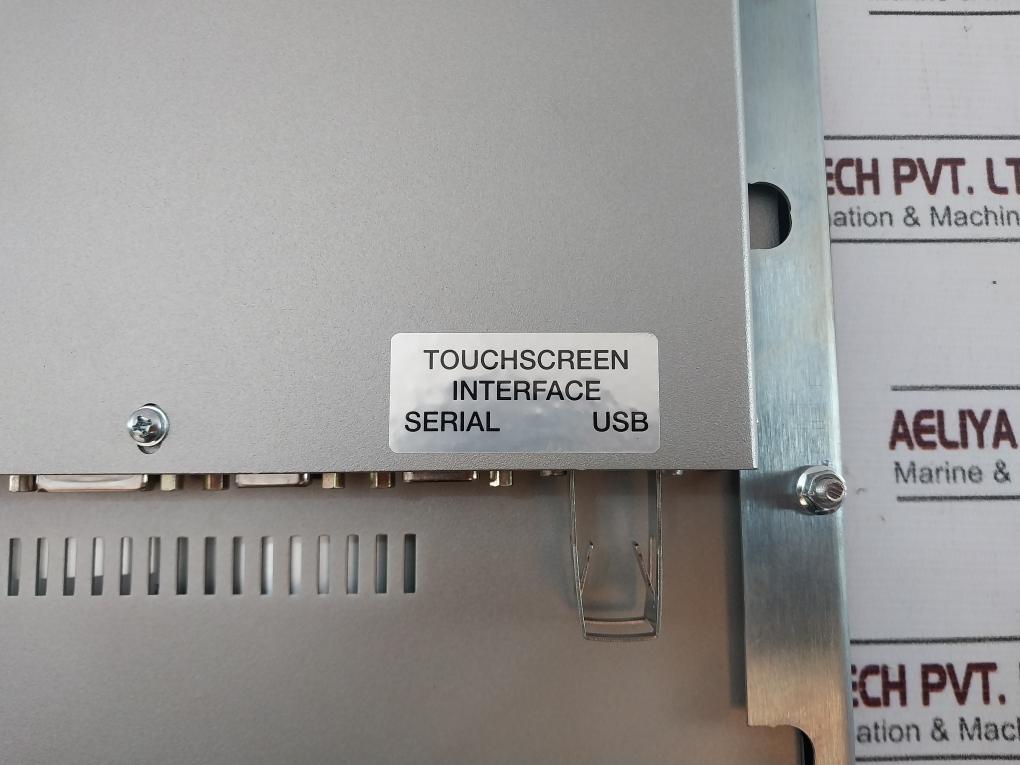 TOUCHSCREEN
INTERFACE
SERIAL USB
ECH PVT. LT
ation & Machin
AELIYA
Marine &
ECH PVT.
ation & Mac